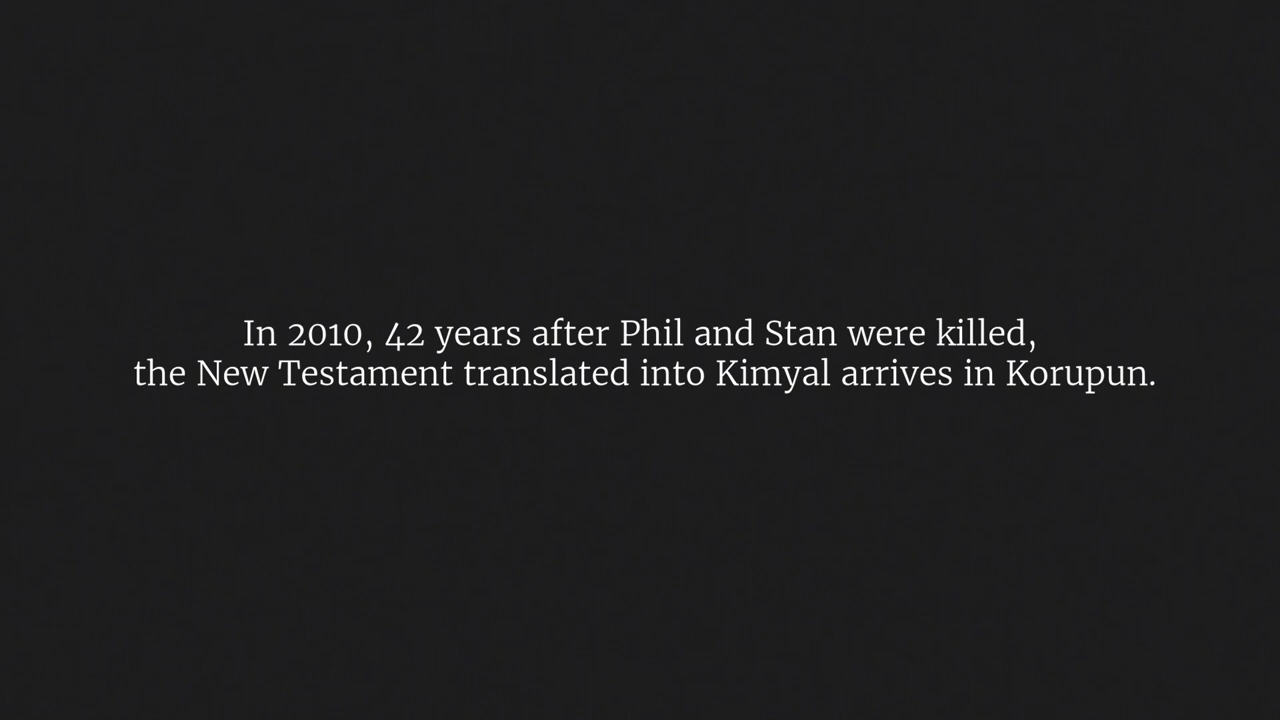 In 2010, 42 years after Phil and Stan were killed,
the New Testament translated into Kimyal arrives in Korupun.